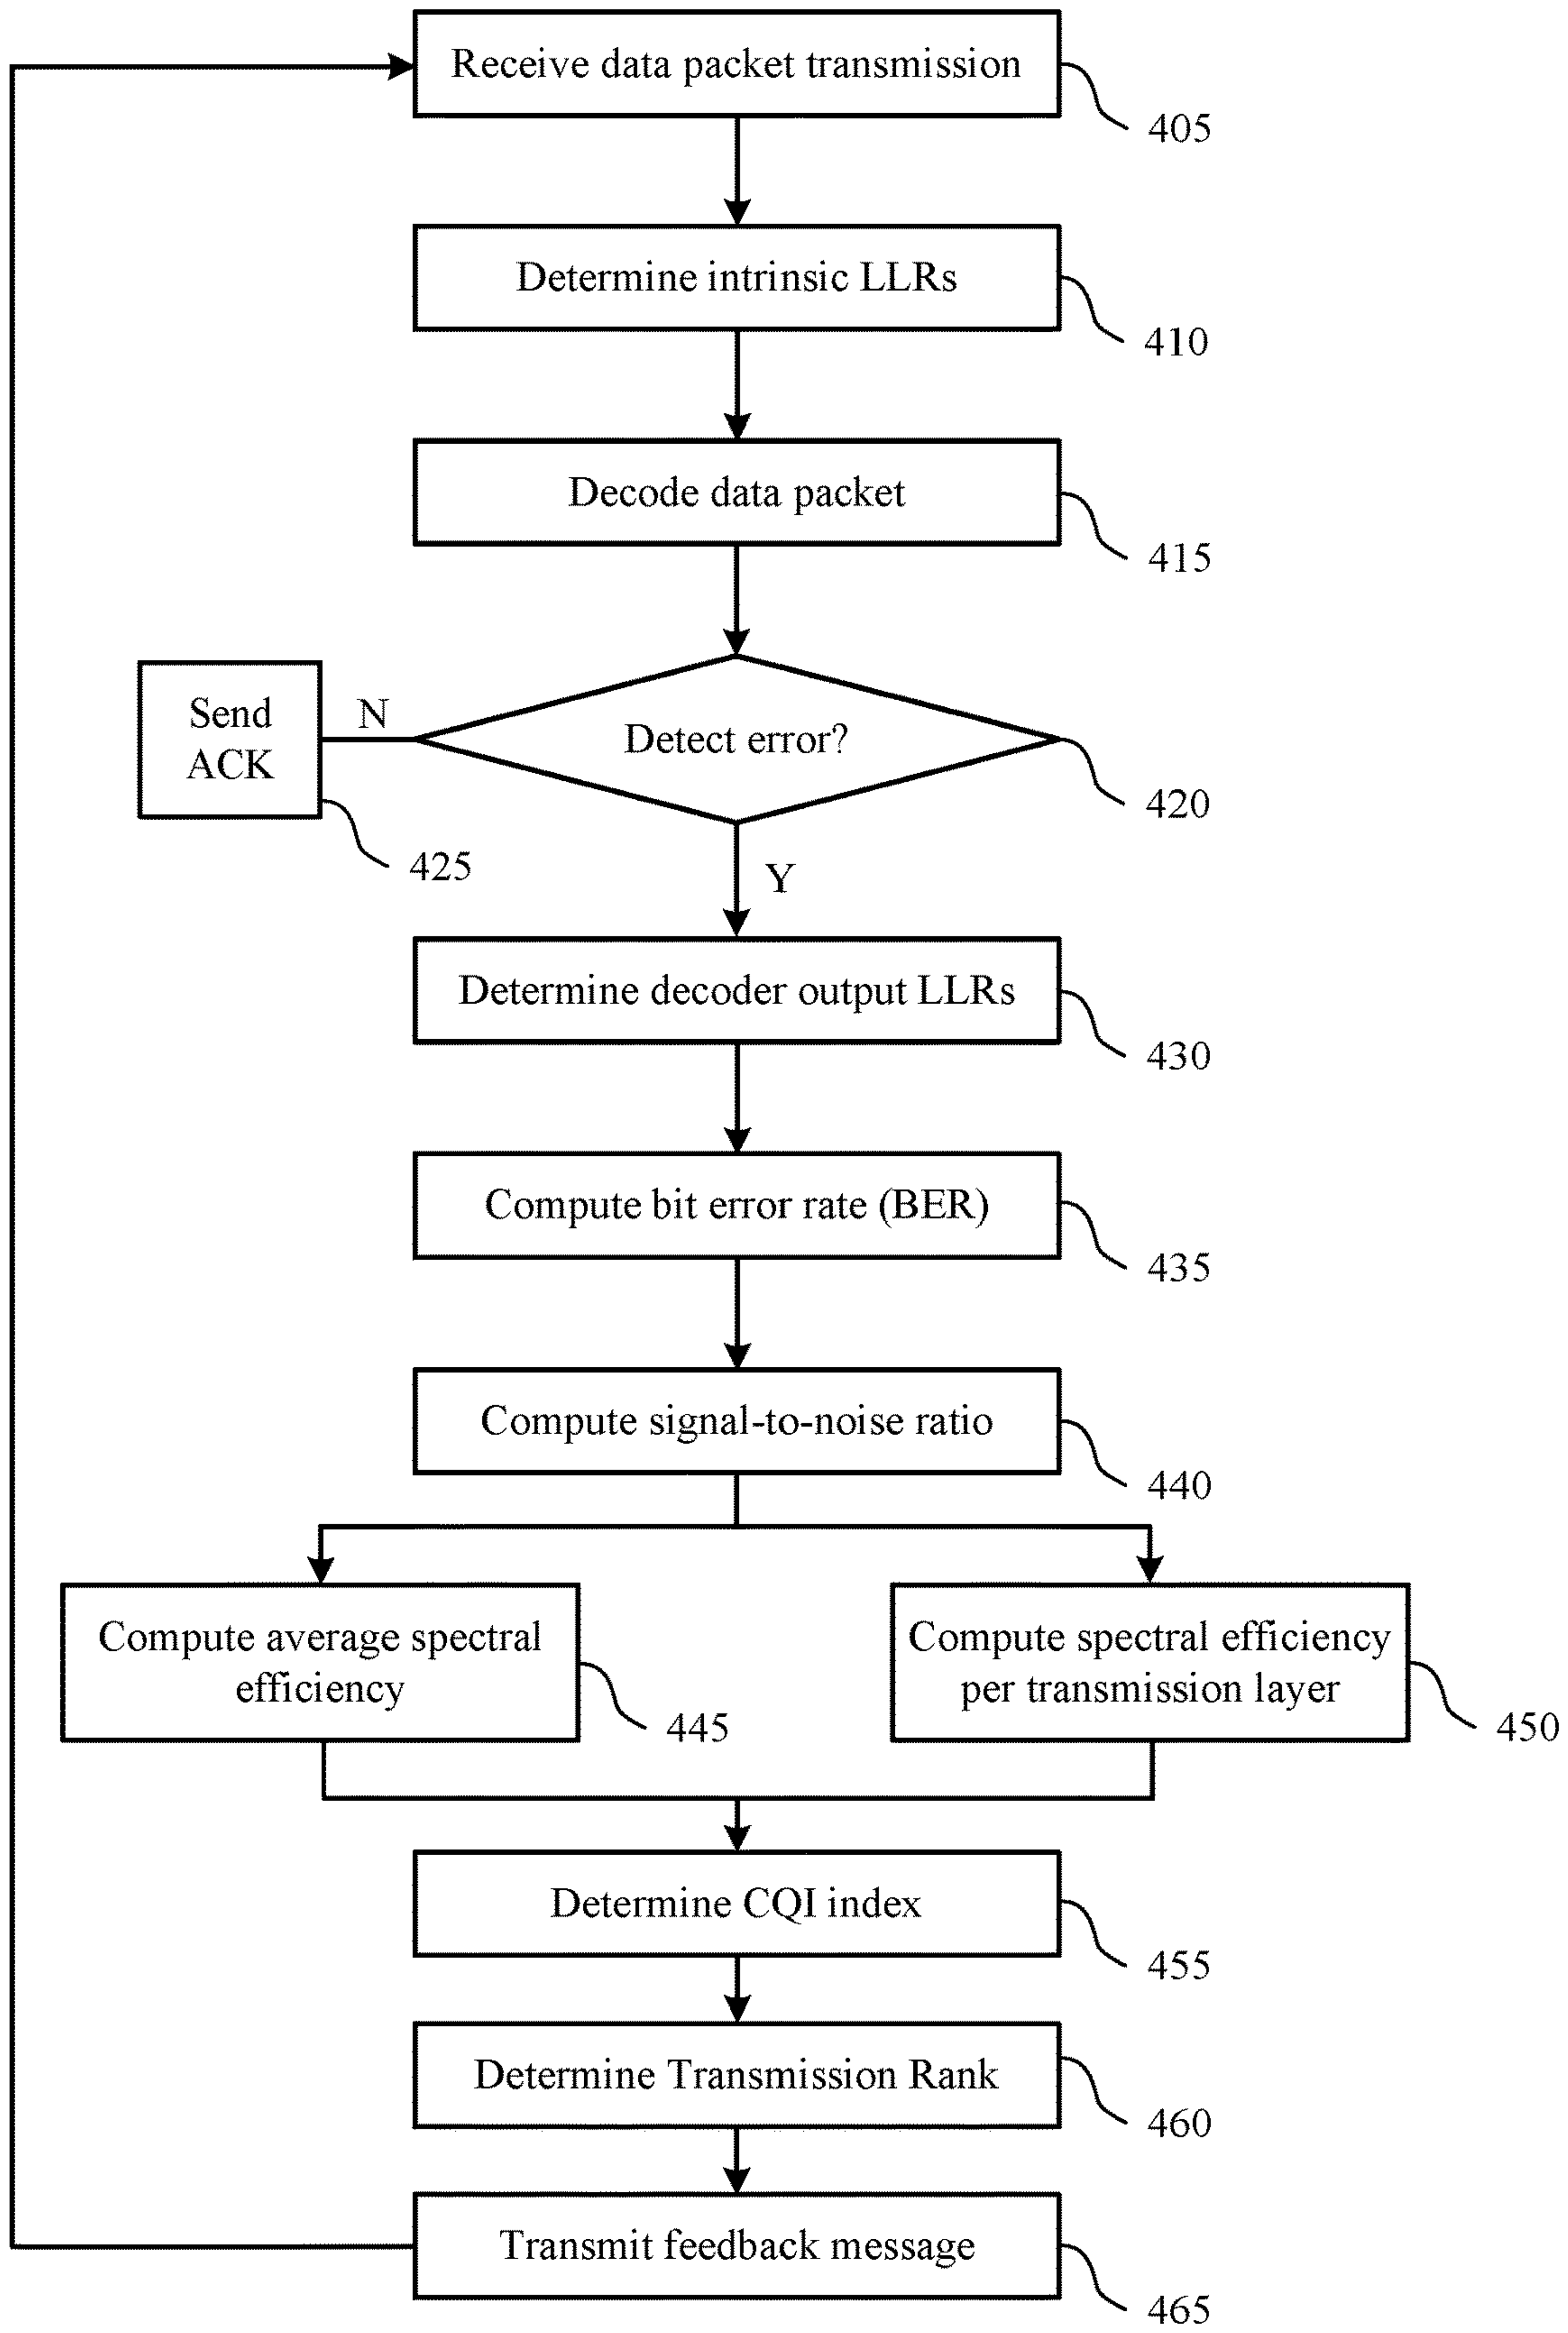 Receive data packet transmission
405
Determine intrinsic LLRs
410
Decode data packet
415
Send
ACK
N
Detect error?
420
425
Y
Determine decoder output LLRs
430
Compute bit error rate (BER)
435
Compute signal-to-noise ratio
440
Compute average spectral
efficiency
445
Compute spectral efficiency
per transmission layer
450
Determine CQI index
455
Determine Transmission Rank
460
Transmit feedback message
465